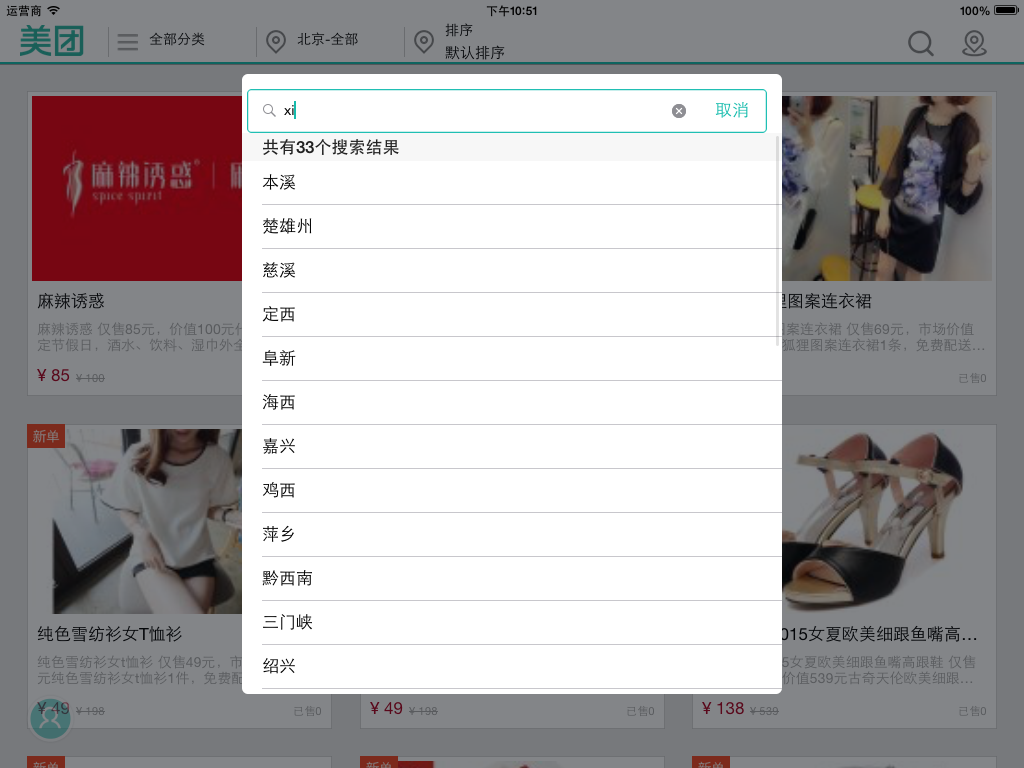 运营商 下午10:51 100%
美团 全部分类 北京-全部 排序
默认排序
xi 取消
共有33个搜索结果
本溪
楚雄州
慈溪
定西
阜新
海西
嘉兴
鸡西
萍乡
黔西南
三门峡
绍兴
麻辣诱惑
spice spirit
麻辣诱惑
麻辣诱惑 仅售85元，价值100元
定节假日，酒水、饮料、湿巾外全
¥ 85 ¥ 100
图案连衣裙
案连衣裙 仅售69元，市场价值
狐狸图案连衣裙1条，免费配送...
已售0
新单
纯色雪纺衫女T恤衫
纯色雪纺衫女t恤衫 仅售49元，市
元纯色雪纺衫女t恤衫1件，免费配
¥ 49 ¥ 198 已售0
¥ 49 ¥ 198 已售0
015女夏欧美细跟鱼嘴高...
5女夏欧美细跟鱼嘴高跟鞋 仅售
价值539元古奇天伦欧美细跟...
¥ 138 ¥ 539 已售0
新单 新单 新单